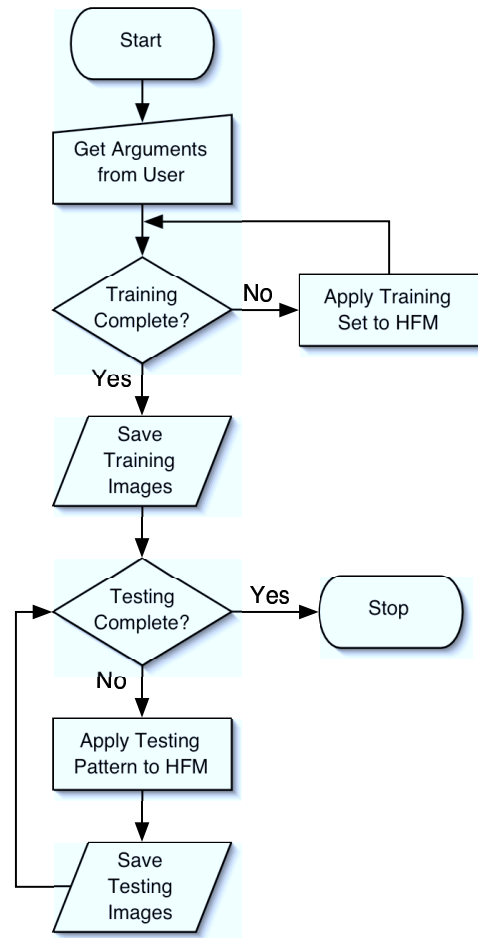 Start
Get Arguments
from User
Training
Complete?
No
Apply Training
Set to HFM
Yes
Save
Training
Images
Testing
Complete?
Yes
Stop
No
Apply Testing
Pattern to HFM
Save
Testing
Images